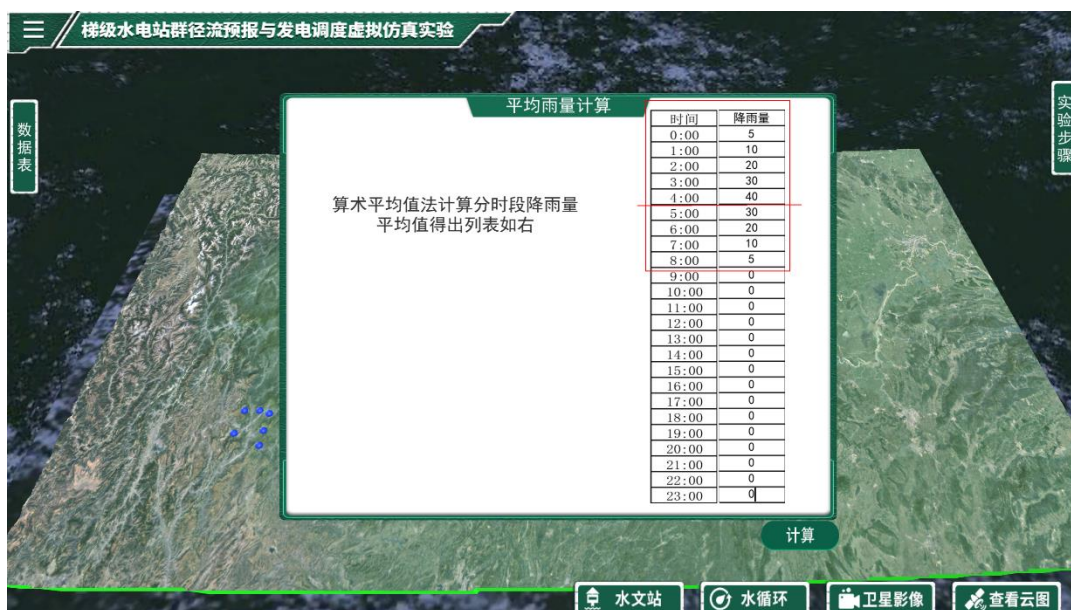 梯级水电站群径流预报与发电调度虚拟仿真实验
数据表
实验步骤
平均雨量计算
算术平均值法计算分时段降雨量
平均值得出列表如右
时间 降雨量
0:00 5
1:00 10
2:00 20
3:00 30
4:00 40
5:00 30
6:00 20
7:00 10
8:00 5
9:00 0
10:00 0
11:00 0
12:00 0
13:00 0
14:00 0
15:00 0
16:00 0
17:00 0
18:00 0
19:00 0
20:00 0
21:00 0
22:00 0
23:00 0
计算
水文站 水循环 卫星影像 查看云图